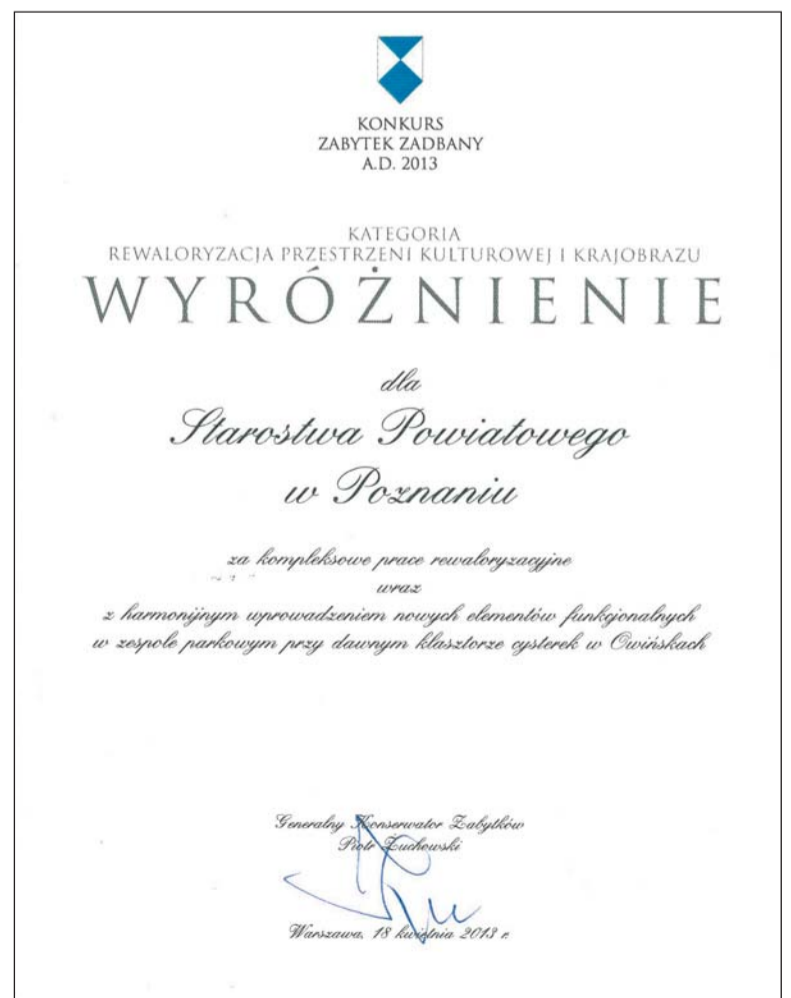 KONKURS
ZABYTEK ZADBANY
A.D. 2013
KATEGORIA
REWALORYZACJA PRZESTRZENI KULTUROWEJ I KRAJOBRAZU
WYRÓŻNIENIE
dla
Starostwa Powiatowego
w Poznaniu
za kompleksowe prace rewaloryzacyjne
wraz
z harmonijnym wprowadzeniem nowych elementów funkcjonalnych
w zespole parkowym przy dawnym klasztorze cysterek w Owińskach
Generalny Konserwator Zabytków
Piotr Żuchowski
Warszawa, 18 kwietnia 2013 r.